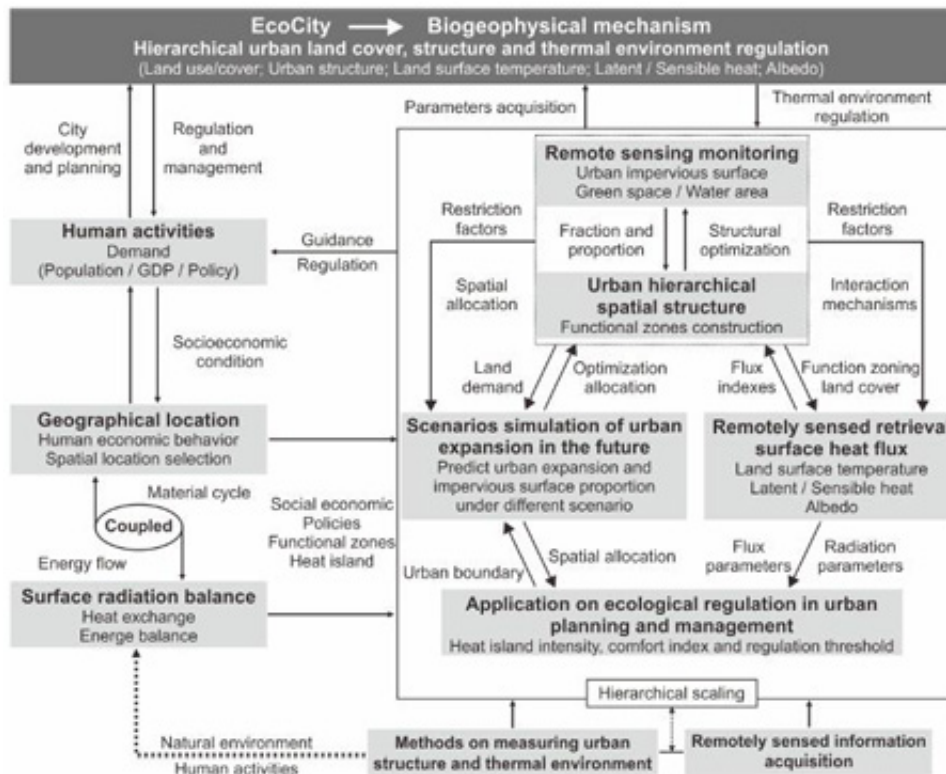 EcoCity Biogeophysical mechanism
Hierarchical urban land cover, structure and thermal environment regulation
(Land use/cover; Urban structure; Land surface temperature; Latent / Sensible heat; Albedo)
City
development
and planning
Regulation
and
management
Parameters acquisition
Thermal environment
regulation
Remote sensing monitoring
Urban impervious surface
Green space / Water area
Human activities
Demand
(Population / GDP / Policy)
Guidance
Regulation
Restriction
factors
Spatial
allocation
Fraction and
proportion
Structural
optimization
Restriction
factors
Interaction
mechanisms
Urban hierarchical
spatial structure
Functional zones construction
Socioeconomic
condition
Land
demand
Optimization
allocation
Flux
indexes
Function zoning
land cover
Geographical location
Human economic behavior
Spatial location selection
Scenarios simulation of urban
expansion in the future
Predict urban expansion and
impervious surface proportion
under different scenario
Remotely sensed retrieval
surface heat flux
Land surface temperature
Latent / Sensible heat
Albedo
Material cycle
Coupled
Energy flow
Social economic
Policies
Functional zones
Heat island
Urban boundary
Spatial allocation
Flux
parameters
Radiation
parameters
Surface radiation balance
Heat exchange
Energe balance
Application on ecological regulation in urban
planning and management
Heat island intensity, comfort index and regulation threshold
Hierarchical scaling
Natural environment
Human activities
Methods on measuring urban
structure and thermal environment
Remotely sensed information
acquisition